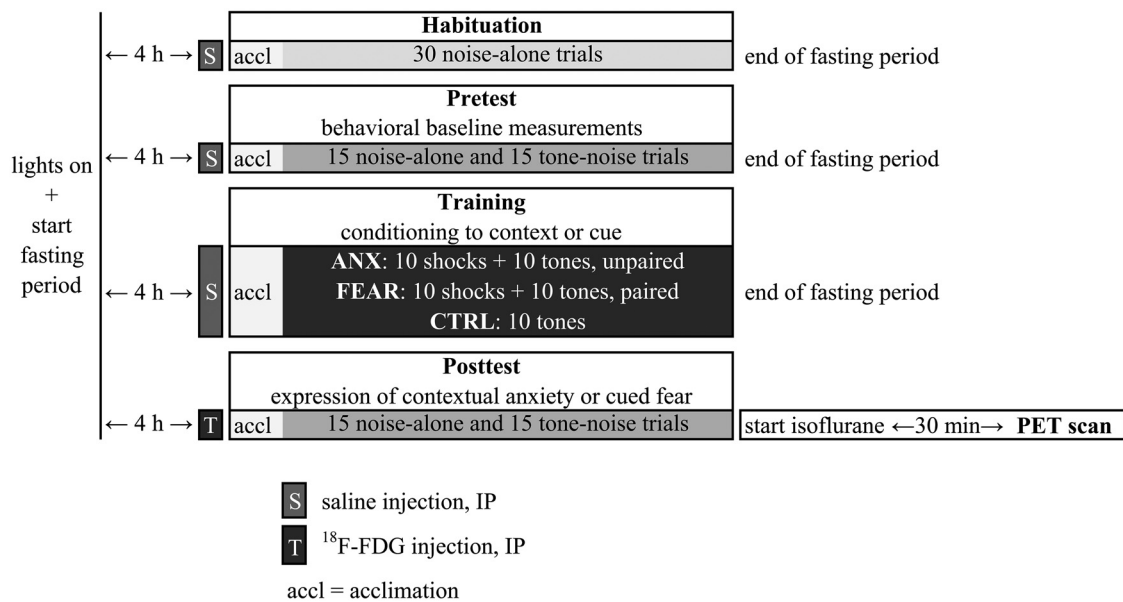 Habituation
← 4 h → S accl 30 noise-alone trials end of fasting period
Pretest
behavioral baseline measurements
← 4 h → S accl 15 noise-alone and 15 tone-noise trials end of fasting period
lights on
+
start
fasting
period
Training
conditioning to context or cue
ANX: 10 shocks + 10 tones, unpaired
← 4 h → S accl FEAR: 10 shocks + 10 tones, paired end of fasting period
CTRL: 10 tones
Posttest
expression of contextual anxiety or cued fear
← 4 h → T accl 15 noise-alone and 15 tone-noise trials start isoflurane ←30 min→ PET scan
S saline injection, IP
T ¹⁸F-FDG injection, IP
accl = acclimation